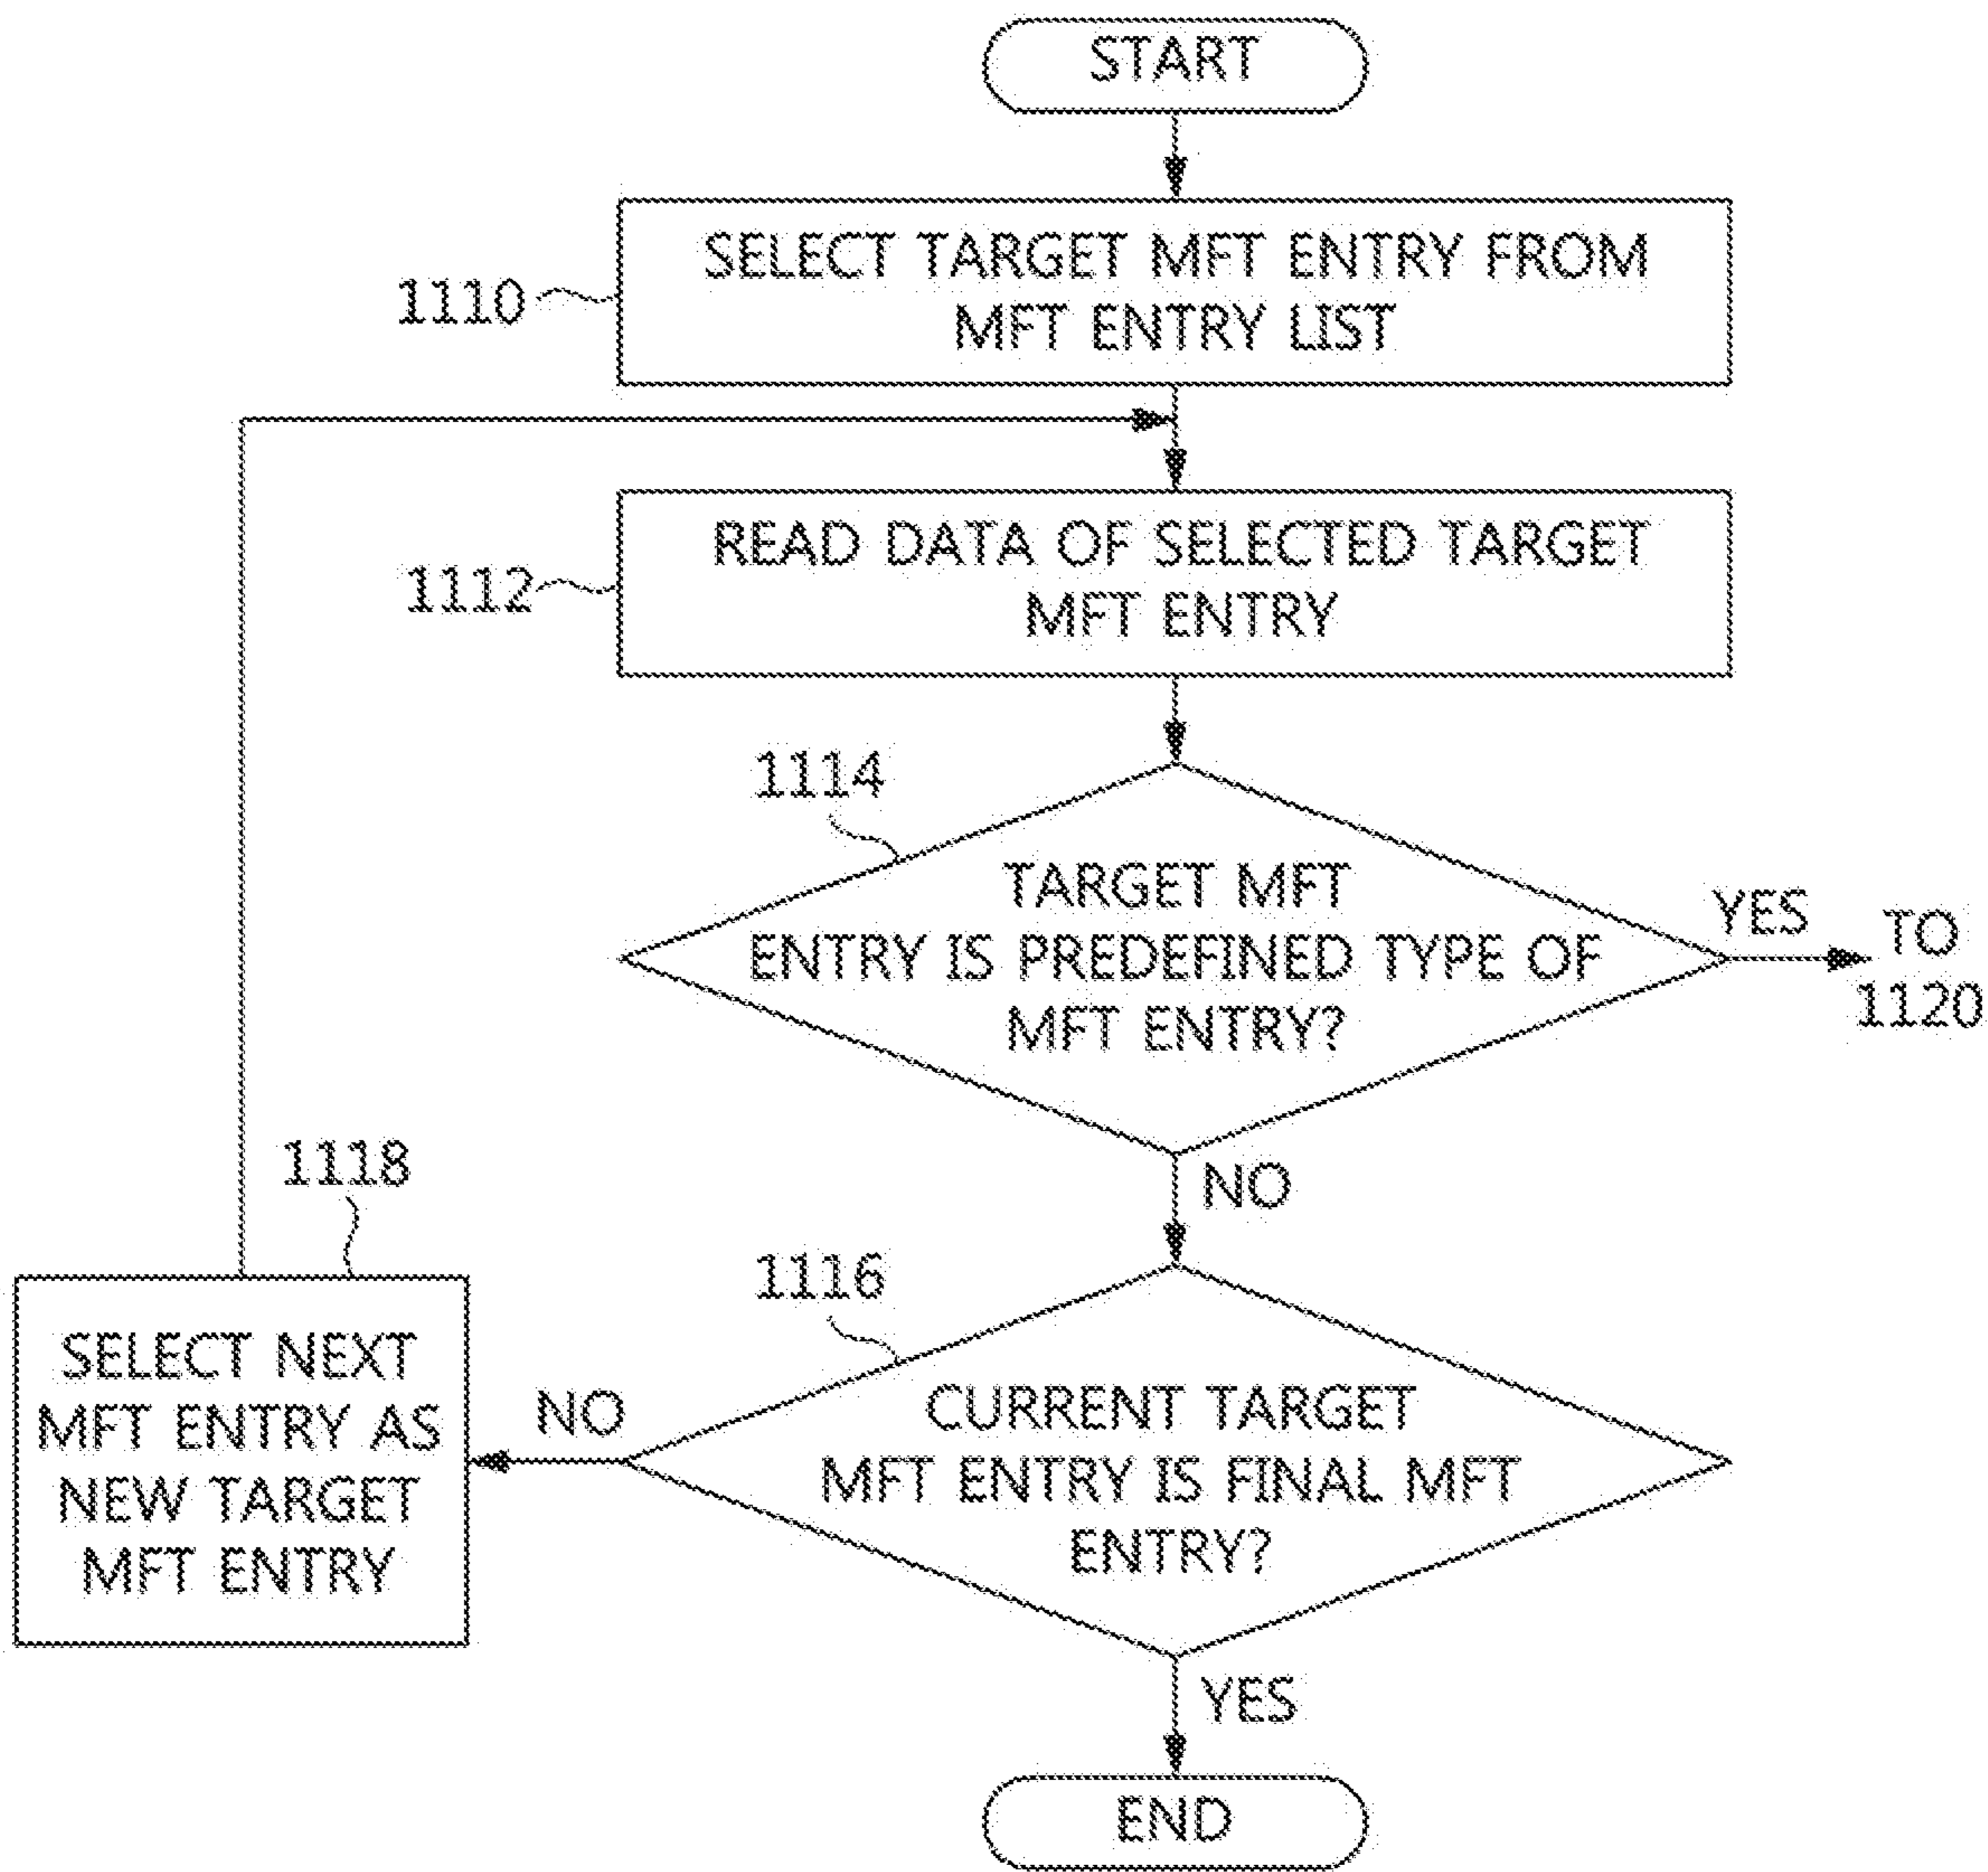 START
1110
SELECT TARGET MFT ENTRY FROM
MFT ENTRY LIST
1112
READ DATA OF SELECTED TARGET
MFT ENTRY
1114
TARGET MFT
ENTRY IS PREDEFINED TYPE OF
MFT ENTRY?
YES
TO
1120
NO
1116
CURRENT TARGET
MFT ENTRY IS FINAL MFT
ENTRY?
NO
1118
SELECT NEXT
MFT ENTRY AS
NEW TARGET
MFT ENTRY
YES
END